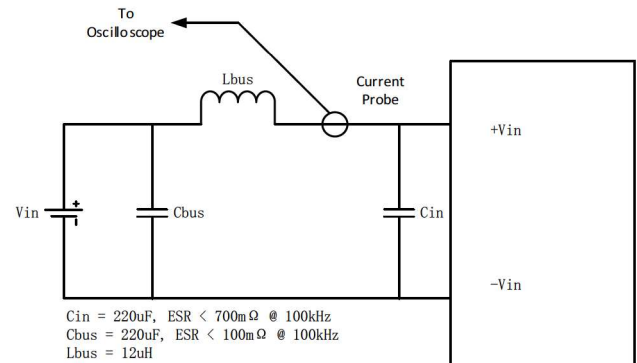 To
Oscilloscope
Lbus
Current
Probe
+Vin
Vin
+
Cbus
Cin
-Vin
Cin = 220uF, ESR < 700mΩ @ 100kHz
Cbus = 220uF, ESR < 100mΩ @ 100kHz
Lbus = 12uH